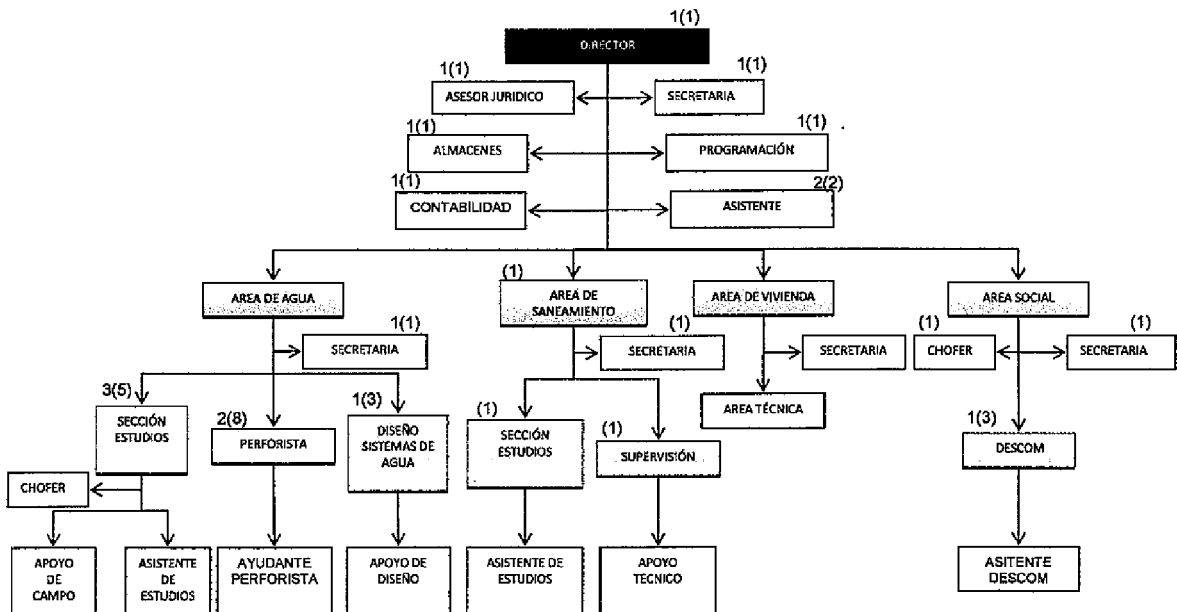 1(1)
DIRECTOR
1(1)
1(1)
ASESOR JURIDICO
SECRETARIA
1(1)
1(1)
ALMACENES
PROGRAMACIÓN
1(1)
2(2)
CONTABILIDAD
ASISTENTE
AREA DE AGUA
(1)
AREA DE
SANEAMIENTO
AREA DE VIVIENDA
AREA SOCIAL
1(1)
SECRETARIA
(1)
SECRETARIA
SECRETARIA
(1)
CHOFER
(1)
SECRETARIA
3(5)
SECCIÓN
ESTUDIOS
2(8)
PERFORISTA
1(3)
DISEÑO
SISTEMAS DE
AGUA
(1)
SECCIÓN
ESTUDIOS
(1)
SUPERVISIÓN
AREA TÉCNICA
1(3)
DESCOM
CHOFER
APOYO
DE
CAMPO
ASISTENTE
DE
ESTUDIOS
AYUDANTE
PERFORISTA
APOYO DE
DISEÑO
ASISTENTE DE
ESTUDIOS
APOYO
TÉCNICO
ASITENTE
DESCOM